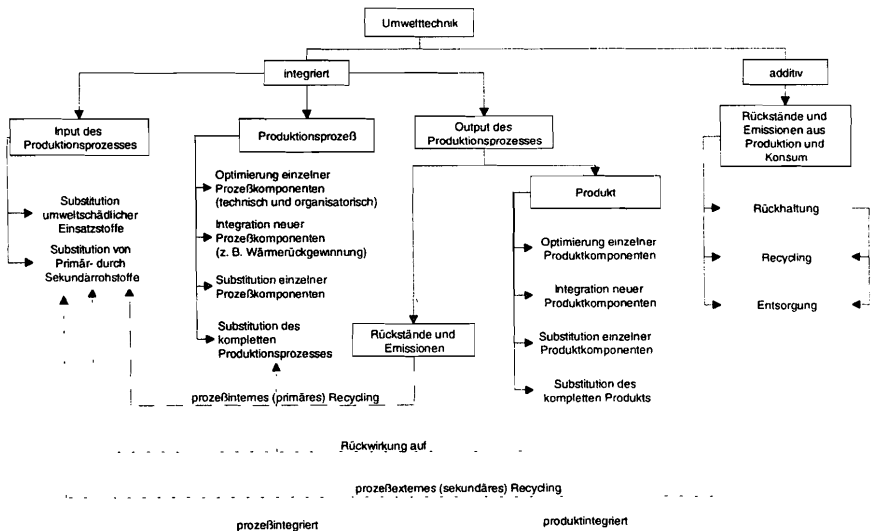 Umwelttechnik
integriert
additiv
Input des
Produktionsprozesses
Produktionsprozeß
Output des
Produktionsprozesses
Rückstände und
Emissionen aus
Produktion und
Konsum
Substitution
umweltschädlicher
Einsatzstoffe
Substitution von
Primär- durch
Sekundärrohstoffe
Optimierung einzelner
Prozeßkomponenten
(technisch und organisatorisch)
Integration neuer
Prozeßkomponenten
(z. B. Wärmerückgewinnung)
Substitution einzelner
Prozeßkomponenten
Substitution des
kompletten
Produktionsprozesses
Rückstände und
Emissionen
Produkt
Optimierung einzelner
Produktkomponenten
Integration neuer
Produktkomponenten
Substitution einzelner
Produktkomponenten
Substitution des
kompletten Produkts
Rückhaltung
Recycling
Entsorgung
prozeßinternes (primäres) Recycling
Rückwirkung auf
prozeßexternes (sekundäres) Recycling
prozeßintegriert
produktintegriert